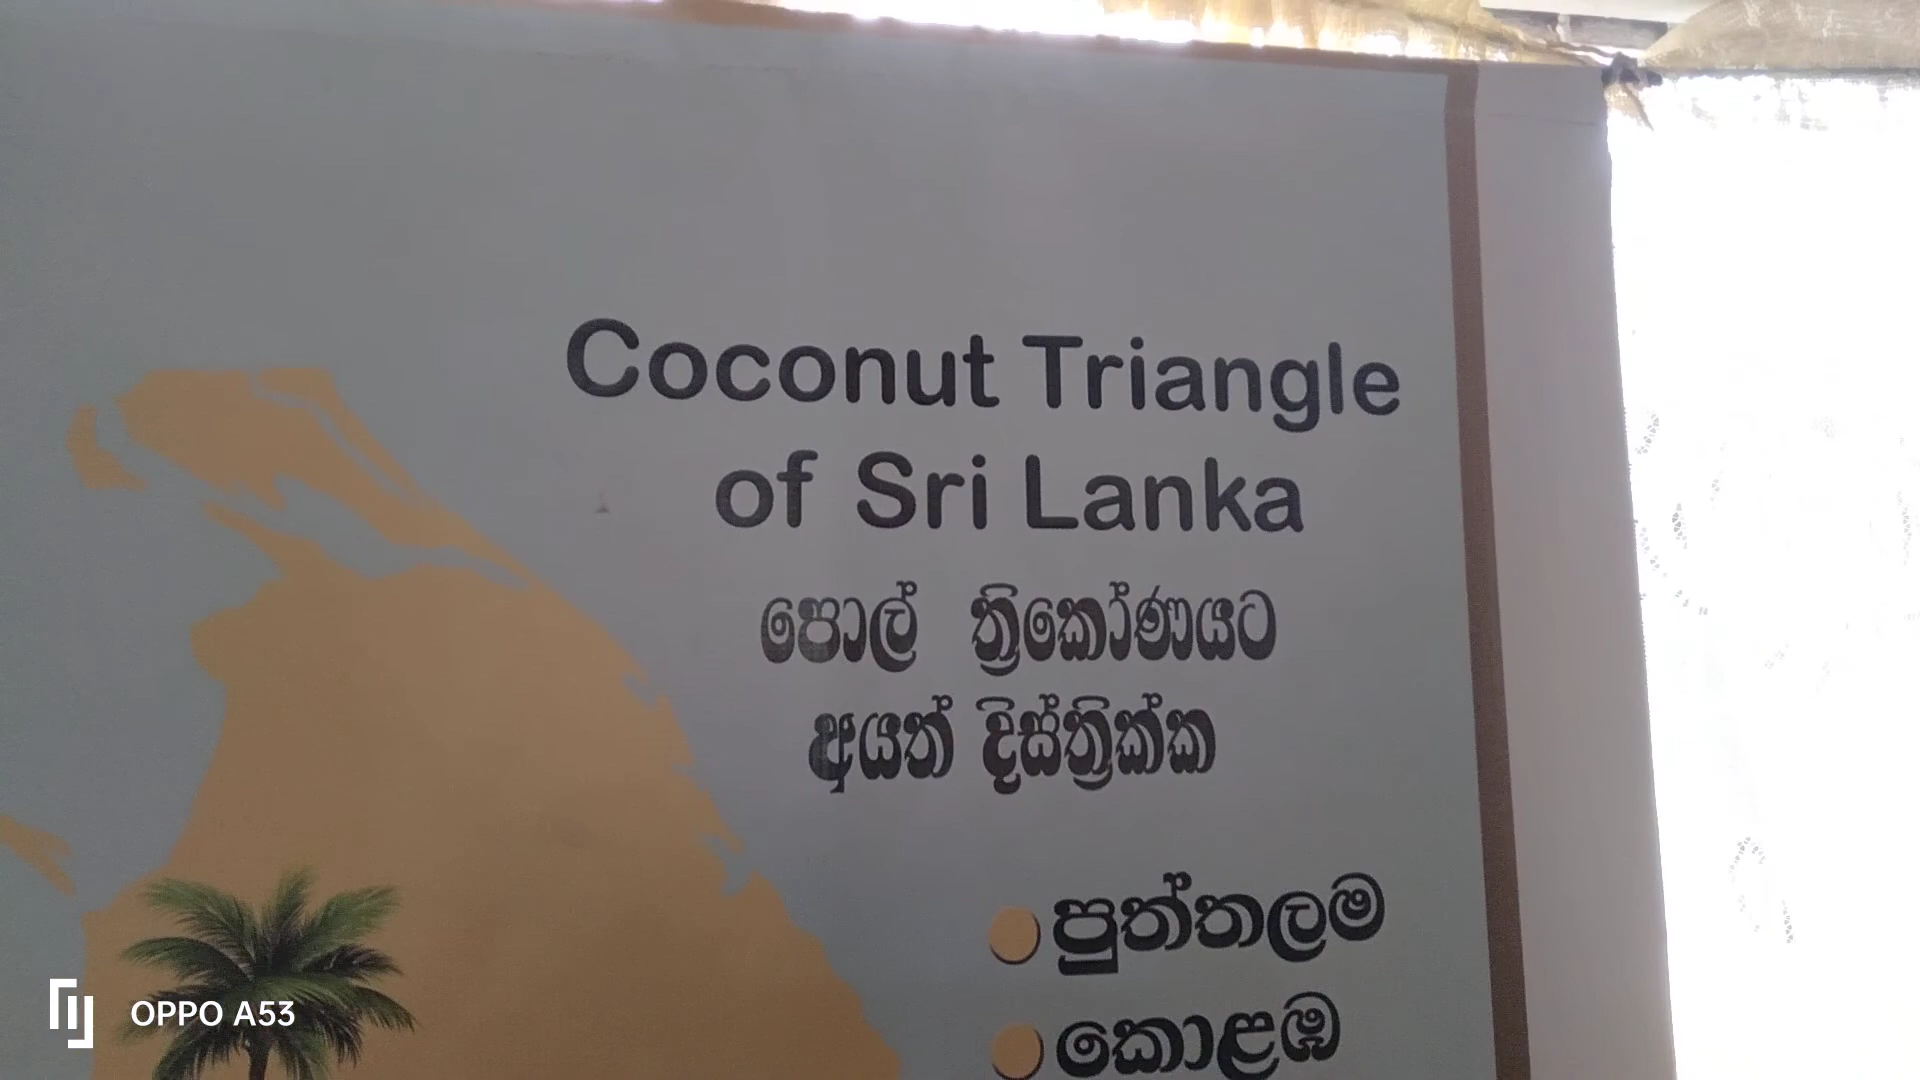 Coconut Triangle
of Sri Lanka
පොල් ත්‍රිකෝණයට
අයත් දිස්ත්‍රික්ක
පුත්තලම
කොළඹ
OPPO A53